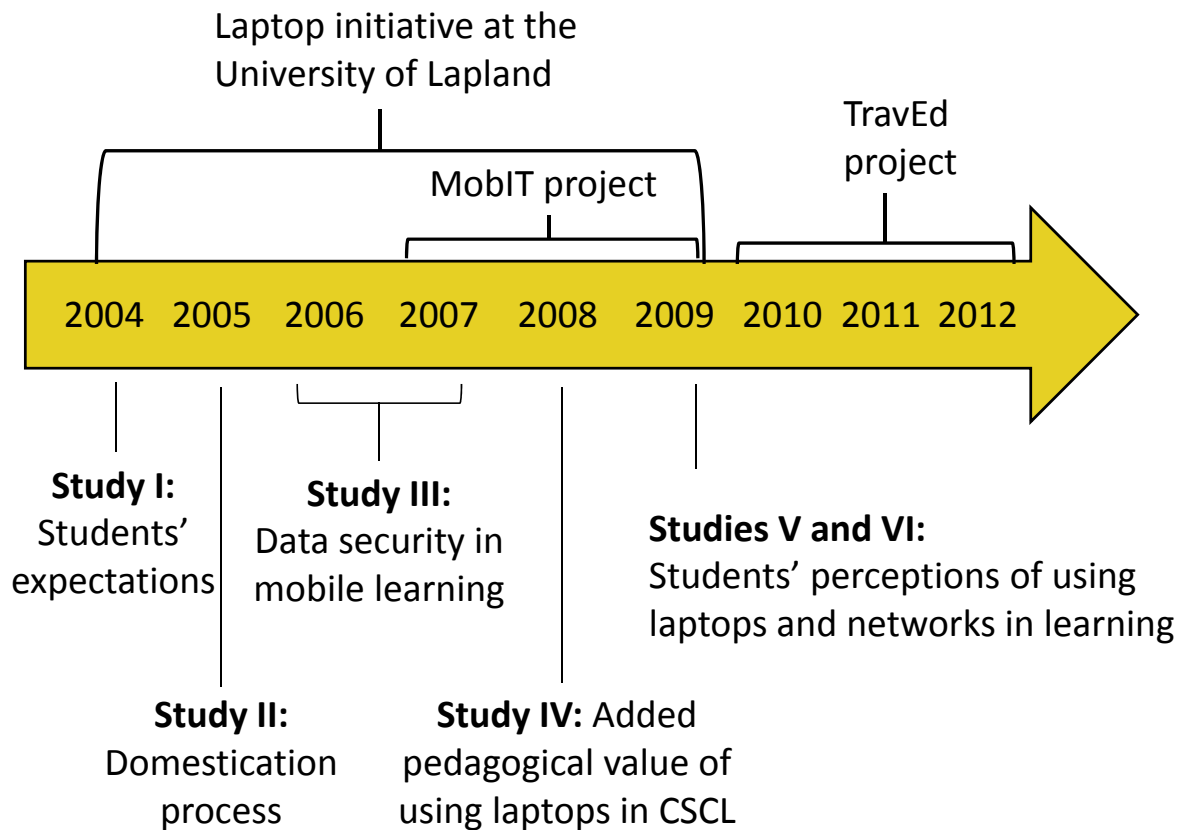 Laptop initiative at the
University of Lapland
TravEd
project
MobIT project
2004 2005 2006 2007 2008 2009 2010 2011 2012
Study I:
Students’
expectations
Study III:
Data security in
mobile learning
Studies V and VI:
Students’ perceptions of using
laptops and networks in learning
Study II:
Domestication
process
Study IV: Added
pedagogical value of
using laptops in CSCL